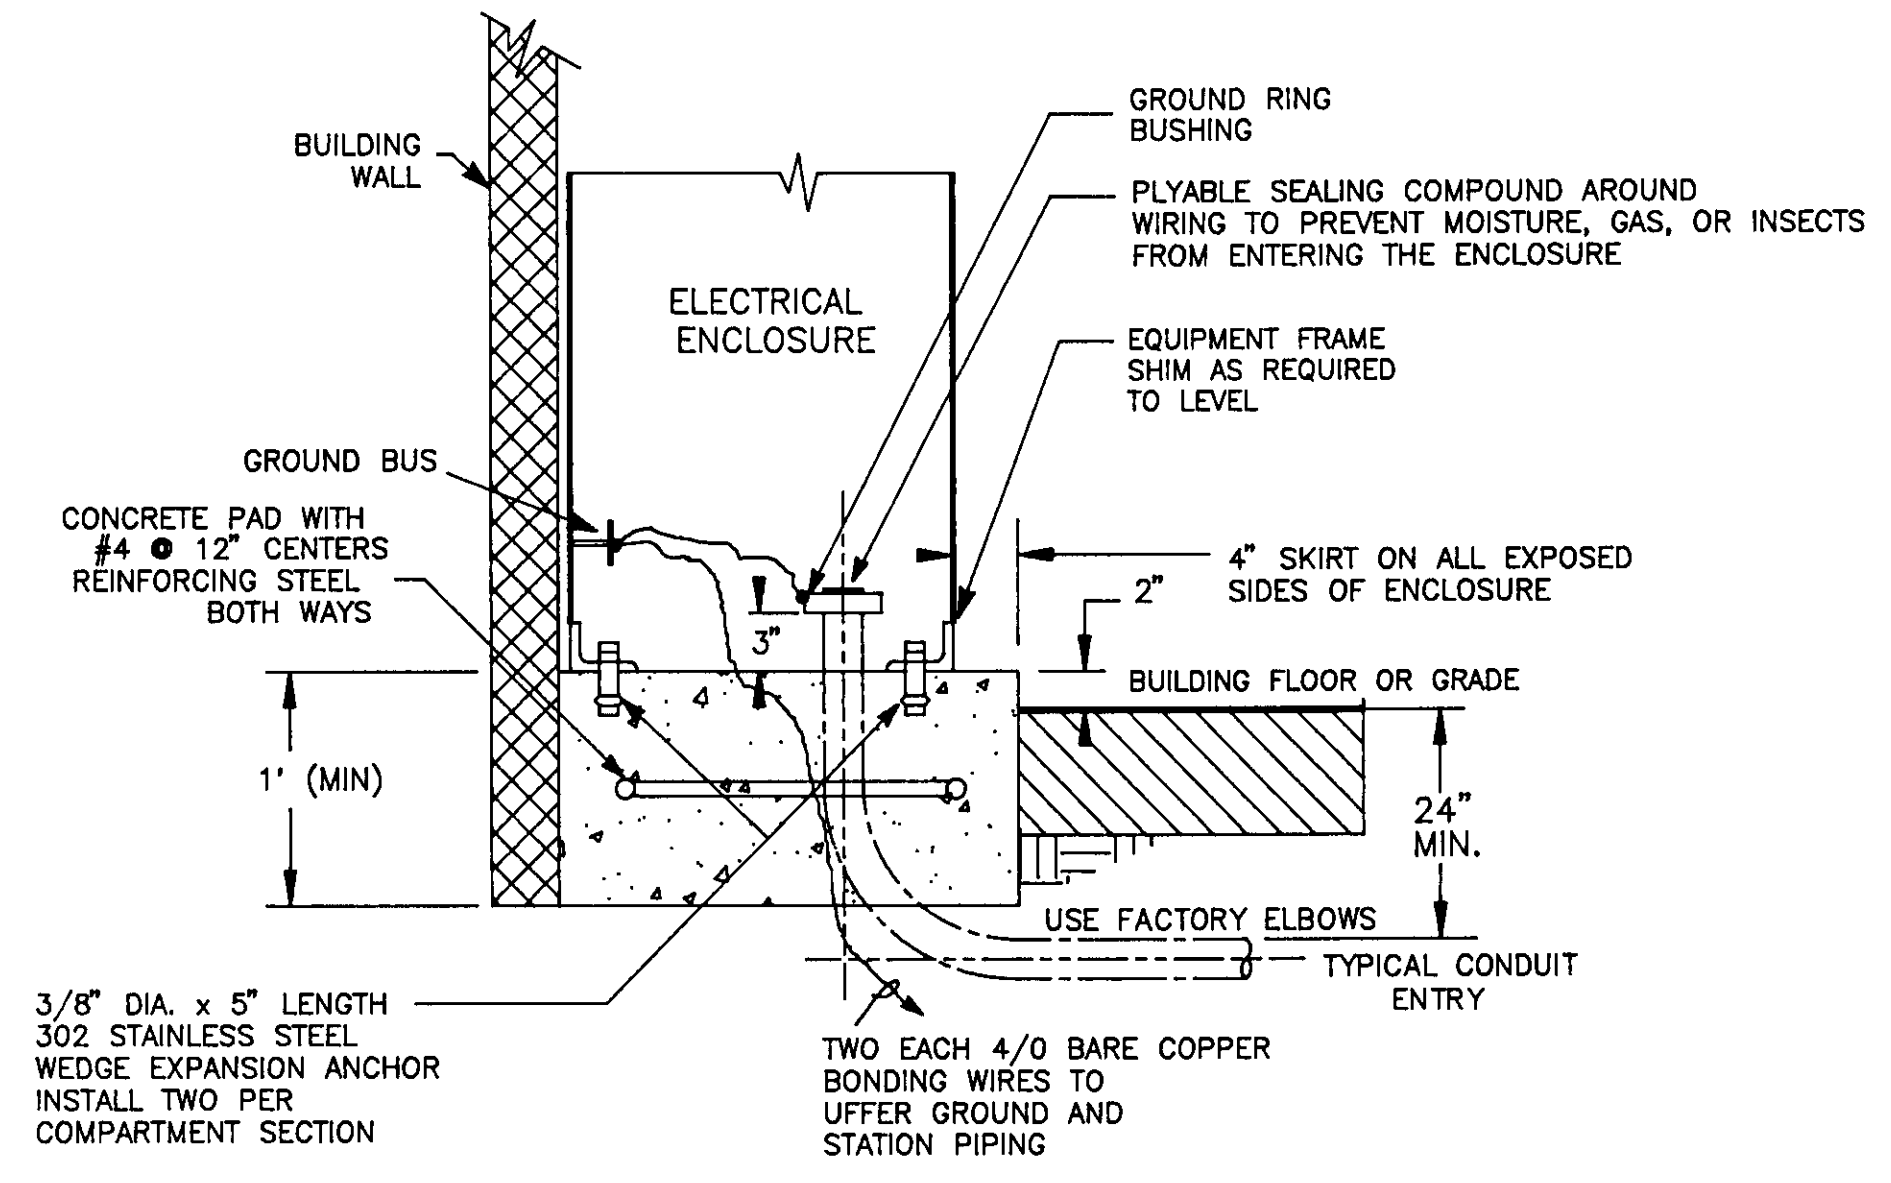 GROUND RING
BUSHING
BUILDING
WALL
PLYABLE SEALING COMPOUND AROUND
WIRING TO PREVENT MOISTURE, GAS, OR INSECTS
FROM ENTERING THE ENCLOSURE
ELECTRICAL
ENCLOSURE
EQUIPMENT FRAME
SHIM AS REQUIRED
TO LEVEL
GROUND BUS
CONCRETE PAD WITH
#4 @ 12" CENTERS
REINFORCING STEEL
BOTH WAYS
4" SKIRT ON ALL EXPOSED
SIDES OF ENCLOSURE
2"
3"
BUILDING FLOOR OR GRADE
1' (MIN)
24"
MIN.
USE FACTORY ELBOWS
TYPICAL CONDUIT
ENTRY
3/8" DIA. x 5" LENGTH
302 STAINLESS STEEL
WEDGE EXPANSION ANCHOR
INSTALL TWO PER
COMPARTMENT SECTION
TWO EACH 4/0 BARE COPPER
BONDING WIRES TO
UFFER GROUND AND
STATION PIPING